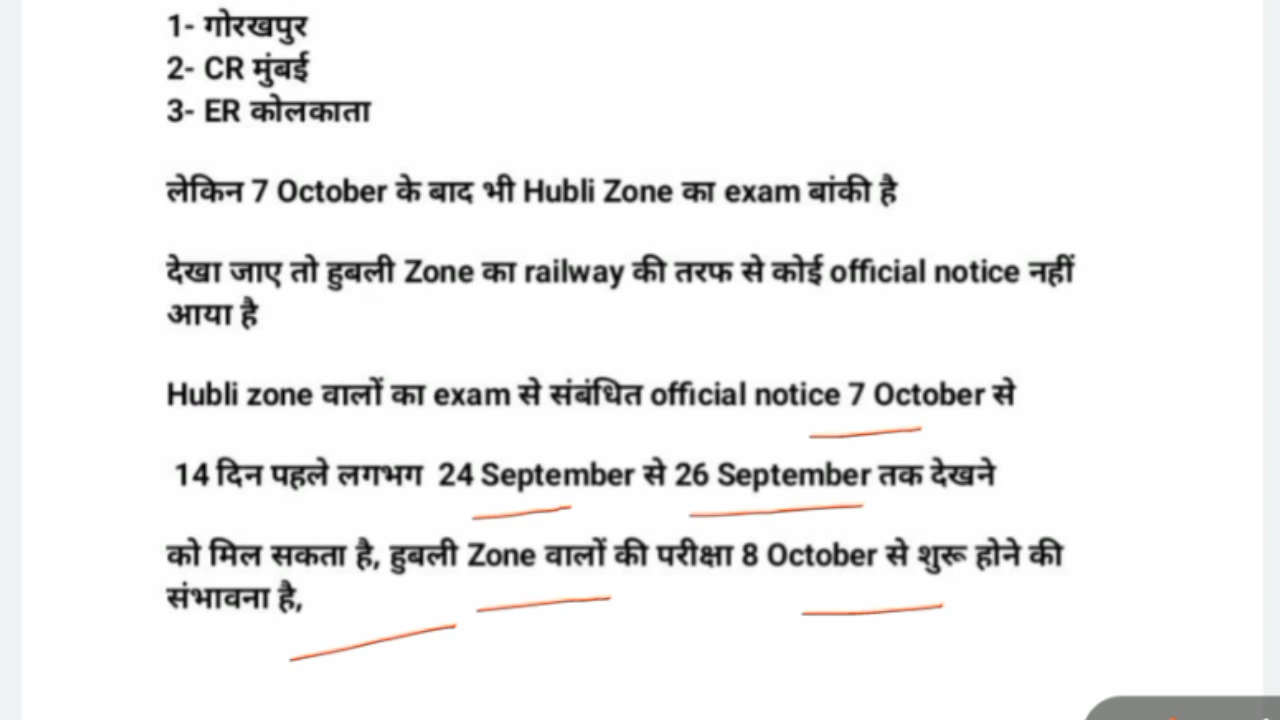 1- गोरखपुर
2- CR मुंबई
3- ER कोलकाता
लेकिन 7 October के बाद भी Hubli Zone का exam बांकी है
देखा जाए तो हुबली Zone का railway की तरफ से कोई official notice नहीं
आया है
Hubli zone वालों का exam से संबंधित official notice 7 October से
14 दिन पहले लगभग 24 September से 26 September तक देखने
को मिल सकता है, हुबली Zone वालों की परीक्षा 8 October से शुरू होने की
संभावना है,